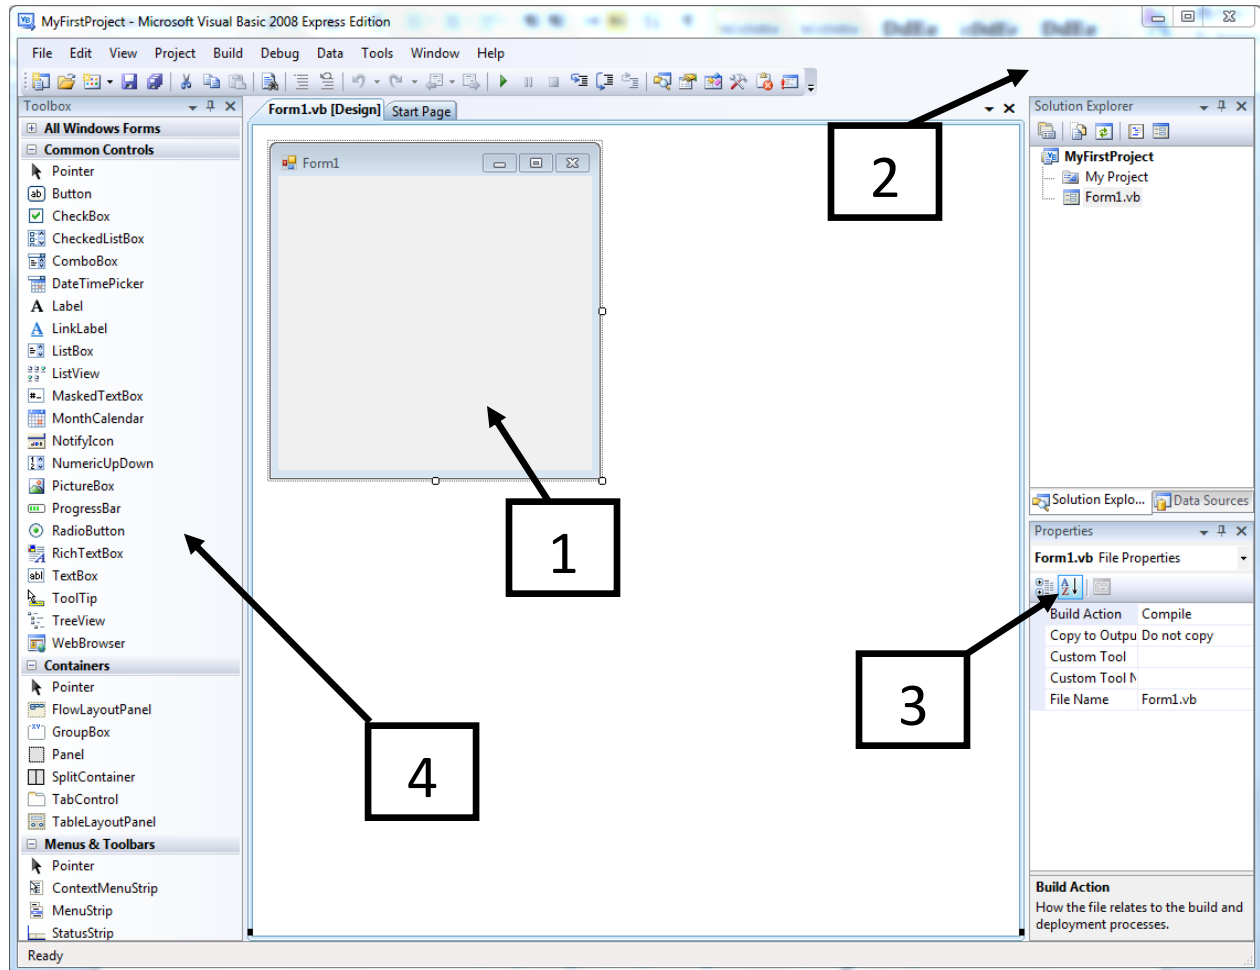 MyFirstProject - Microsoft Visual Basic 2008 Express Edition
File Edit View Project Build Debug Data Tools Window Help
Toolbox
All Windows Forms
Common Controls
Pointer
Button
CheckBox
CheckedListBox
ComboBox
DateTimePicker
Label
LinkLabel
ListBox
ListView
MaskedTextBox
MonthCalendar
NotifyIcon
NumericUpDown
PictureBox
ProgressBar
RadioButton
RichTextBox
TextBox
ToolTip
TreeView
WebBrowser
Containers
Pointer
FlowLayoutPanel
GroupBox
Panel
SplitContainer
TabControl
TableLayoutPanel
Menus & Toolbars
Pointer
ContextMenuStrip
MenuStrip
StatusStrip
Form1.vb [Design] Start Page
Form1
1
2
3
4
Solution Explorer
MyFirstProject
My Project
Form1.vb
Solution Explo... Data Sources
Properties
Form1.vb File Properties
Build Action Compile
Copy to Outpu Do not copy
Custom Tool
Custom Tool N
File Name Form1.vb
Build Action
How the file relates to the build and
deployment processes.
Ready